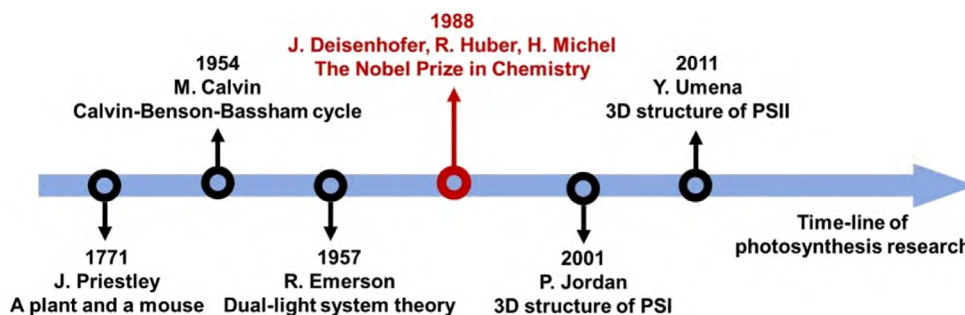 1988
J. Deisenhofer, R. Huber, H. Michel
The Nobel Prize in Chemistry
1954
M. Calvin
Calvin-Benson-Bassham cycle
2011
Y. Umena
3D structure of PSII
1771
J. Priestley
A plant and a mouse
1957
R. Emerson
Dual-light system theory
2001
P. Jordan
3D structure of PSI
Time-line of
photosynthesis research